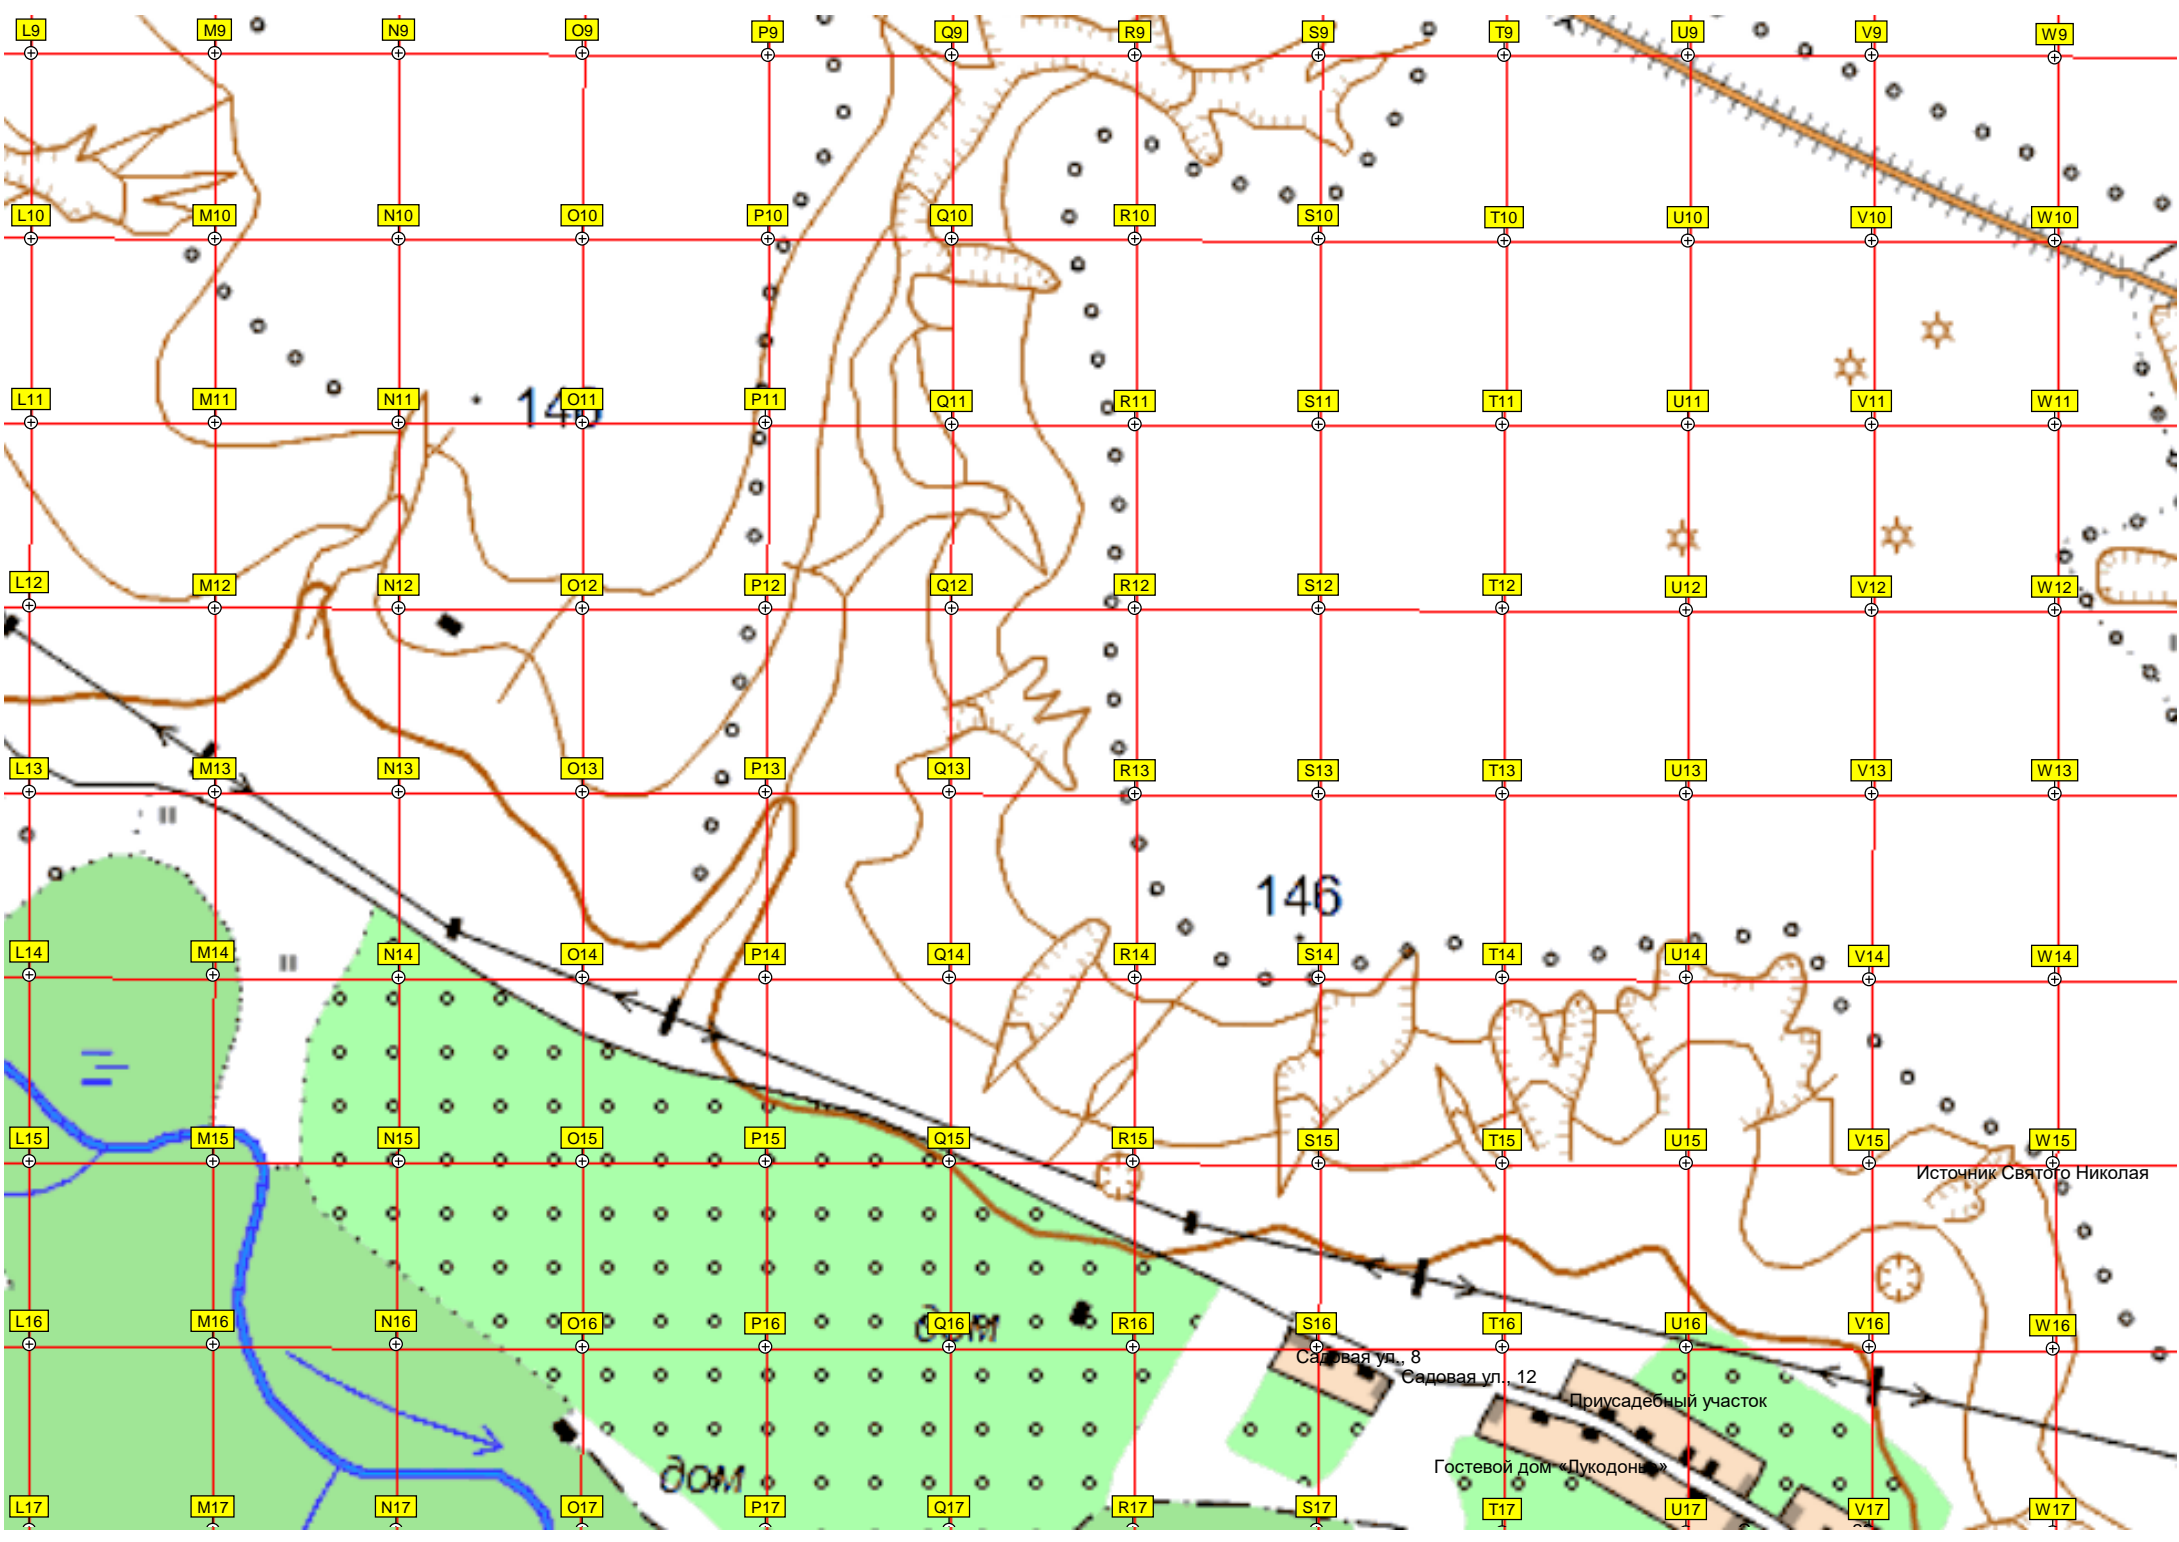 L9 M9 N9 O9 P9 Q9 R9 S9 T9 U9 V9 W9
L10 M10 N10 O10 P10 Q10 R10 S10 T10 U10 V10 W10
L11 M11 N11 O11 P11 Q11 R11 S11 T11 U11 V11 W11
L12 M12 N12 O12 P12 Q12 R12 S12 T12 U12 V12 W12
L13 M13 N13 O13 P13 Q13 R13 S13 T13 U13 V13 W13
146
L14 M14 N14 O14 P14 Q14 R14 S14 T14 U14 V14 W14
L15 M15 N15 O15 P15 Q15 R15 S15 T15 U15 V15 W15
Источник Святого Николая
L16 M16 N16 O16 P16 Q16 R16 S16 T16 U16 V16 W16
дом
Садовая ул., 8
Садовая ул., 12
Приусадебный участок
Гостевой дом «Лукодонье»
дом
L17 M17 N17 O17 P17 Q17 R17 S17 T17 U17 V17 W17